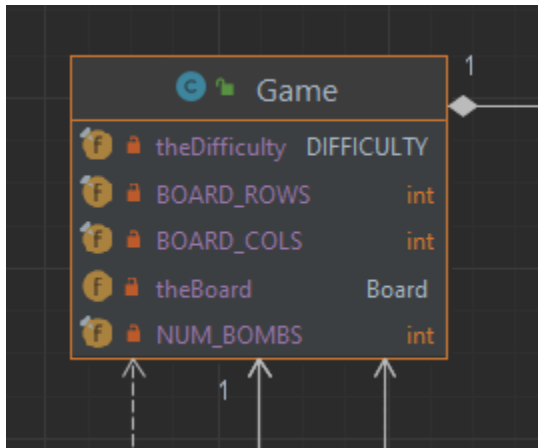 1
C Game
f theDifficulty DIFFICULTY
f BOARD_ROWS int
f BOARD_COLS int
f theBoard Board
f NUM_BOMBS int
1